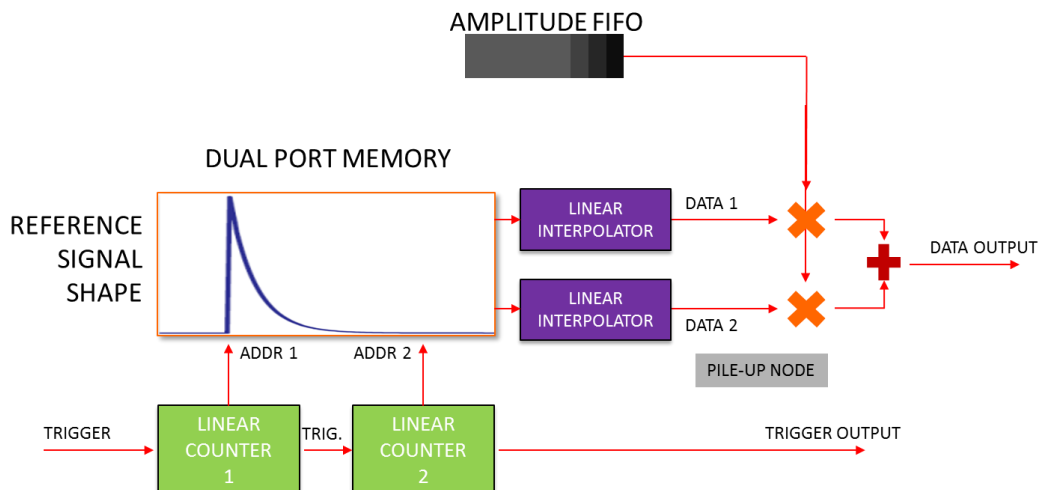 AMPLITUDE FIFO
DUAL PORT MEMORY
REFERENCE
SIGNAL
SHAPE
LINEAR
INTERPOLATOR
DATA 1
DATA OUTPUT
LINEAR
INTERPOLATOR
DATA 2
ADDR 1
ADDR 2
PILE-UP NODE
TRIGGER
LINEAR
COUNTER
1
TRIG.
LINEAR
COUNTER
2
TRIGGER OUTPUT